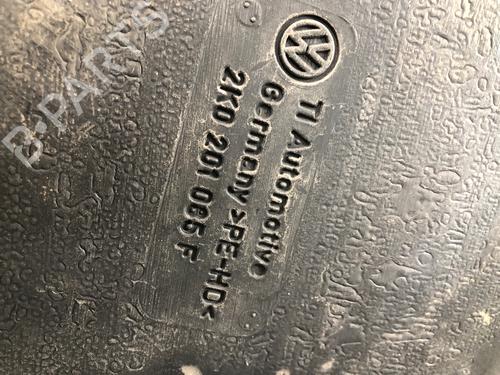 TI Automotive
Germany >PE-HD<
2K0 201 065 F
B-PARTS